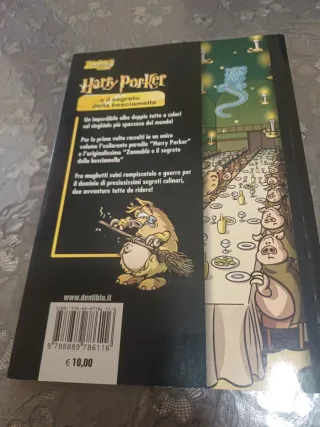 Harry Porker
...e il segreto
della besciamella
Un imperdibile albo doppio tutto a colori
sul cinghiale più spassoso del mondo!
Per la prima volta raccolti in un unico
volume l'esilarante parodia "Harry Porker"
e l'originalissimo "Zannablù e il segreto
della besciamella"
Fra maghetti suini rompiscatole e guerre per
il dominio di preziosissimi segreti culinari,
due avventure tutte da ridere!
www.dentiblu.it
9 788889 786116
€ 10,00